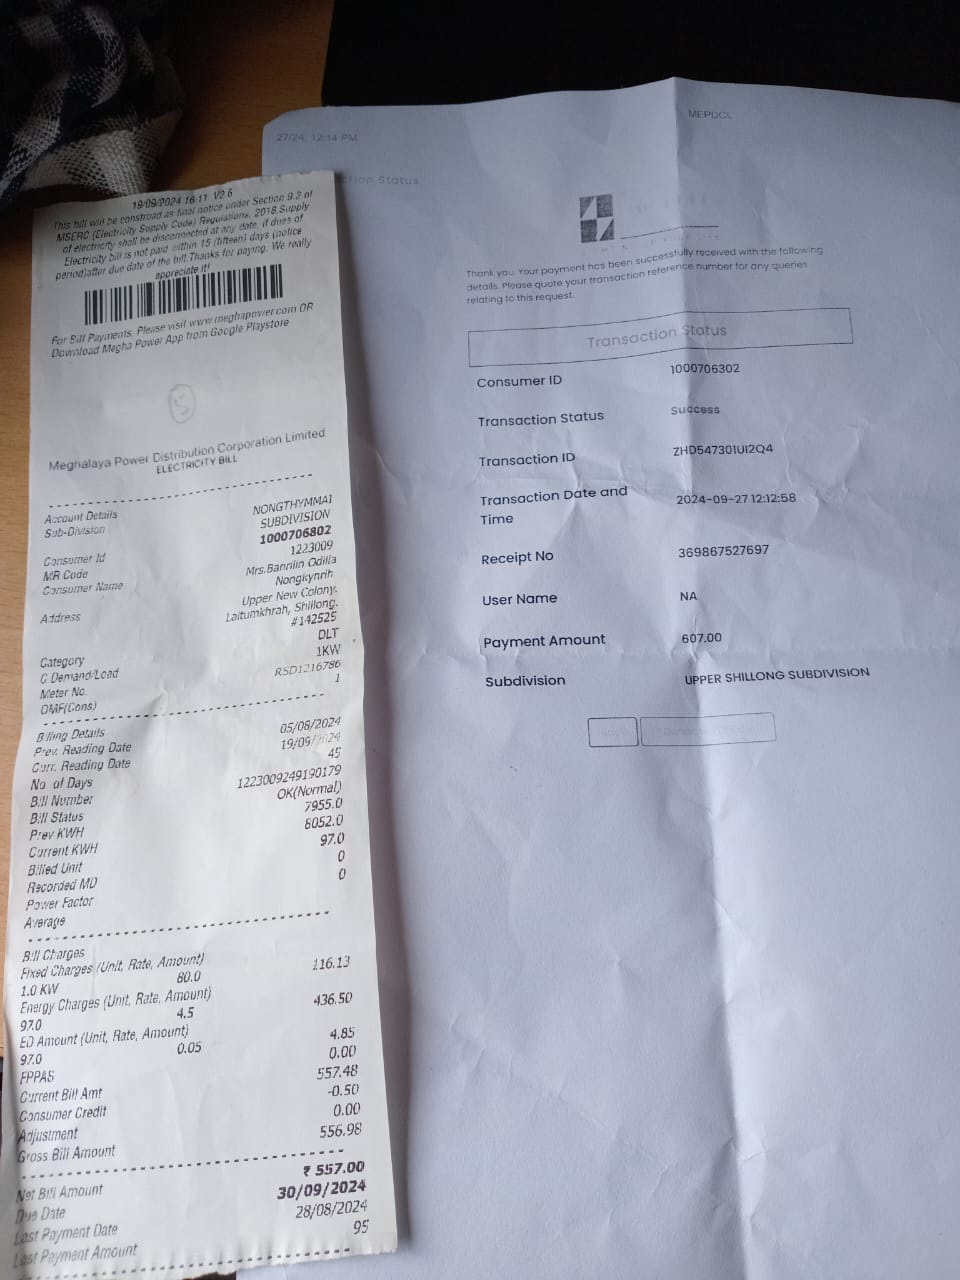 19/09/2024 16:11 V2.6
This bill will be construed as final notice under Section 9.2 of
MSERC (Electricity Supply Code) Regulations, 2018.Supply
of electricity shall be disconnected at any date, if dues of
Electricity bill is not paid within 15 (fifteen) days (notice
period)after due date of the bill.Thanks for paying. We really
appreciate it!
For Bill Payments, Please visit www.meghapower.com OR
Download Megha Power App from Google Playstore
5
Meghalaya Power Distribution Corporation Limited
ELECTRICITY BILL
Account Details
Sub-Division NONGTHYMMAI
SUBDIVISION
Consumer Id 1000706802
MR Code 1223009
Consumer Name Mrs.Banrilin Odilia
Nongkynrih
Address Upper New Colony,
Laitumkhrah, Shillong.
#142525
Category DLT
C.Demand/Load 1KW
Meter No. RSD1216786
OMF(Cons) 1
Billing Details
Prev. Reading Date 05/08/2024
Curr. Reading Date 19/09/2024
No of Days 45
Bill Number 1223009249190179
Bill Status OK(Normal)
Prev KWH 7955.0
Current KWH 8052.0
Billed Unit 97.0
Recorded MD 0
Power Factor 0
Average
Bill Charges
Fixed Charges (Unit, Rate, Amount)
1.0 KW 80.0 116.13
Energy Charges (Unit, Rate, Amount)
97.0 4.5 436.50
ED Amount (Unit, Rate, Amount)
97.0 0.05 4.85
FPPAS 0.00
Current Bill Amt 557.48
Consumer Credit -0.50
Adjustment 0.00
Gross Bill Amount 556.98
Net Bill Amount ₹ 557.00
Due Date 30/09/2024
Last Payment Date 28/08/2024
Last Payment Amount 95
27/24, 12:14 PM MEPDCL
ction Status
Thank you. Your payment has been successfully received with the following
details. Please quote your transaction reference number for any queries
relating to this request.
Transaction Status
Consumer ID 1000706302
Transaction Status Success
Transaction ID ZHD547301UI2Q4
Transaction Date and
Time 2024-09-27 12:12:58
Receipt No 369867527697
User Name NA
Payment Amount 607.00
Subdivision UPPER SHILLONG SUBDIVISION